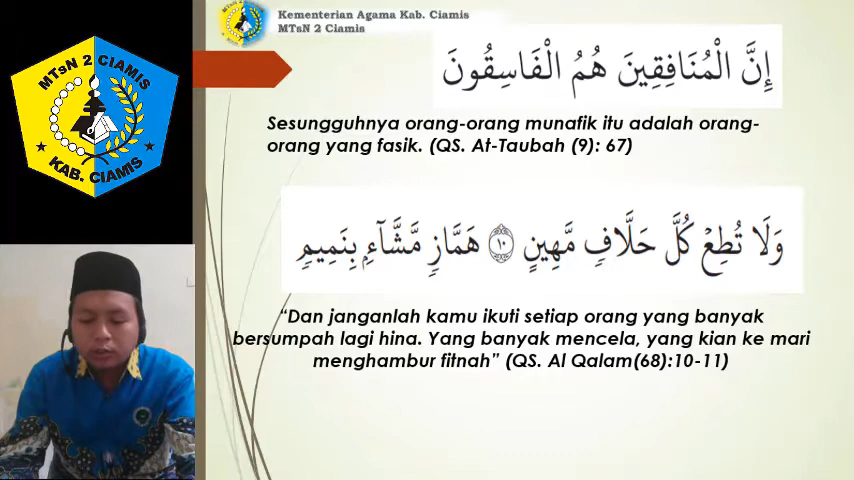 MTsN 2 CIAMIS
KAB. CIAMIS
Kementerian Agama Kab. Ciamis
MTsN 2 Ciamis
إِنَّ الْمُنَافِقِينَ هُمُ الْفَاسِقُونَ
Sesungguhnya orang-orang munafik itu adalah orang-
orang yang fasik. (QS. At-Taubah (9): 67)
وَلَا تُطِعْ كُلَّ حَلَّافٍ مَّهِينٍ ١٠ هَمَّازٍ مَّشَّآءٍ بِنَمِيمٍ
“Dan janganlah kamu ikuti setiap orang yang banyak
bersumpah lagi hina. Yang banyak mencela, yang kian ke mari
menghambur fitnah” (QS. Al Qalam(68):10-11)